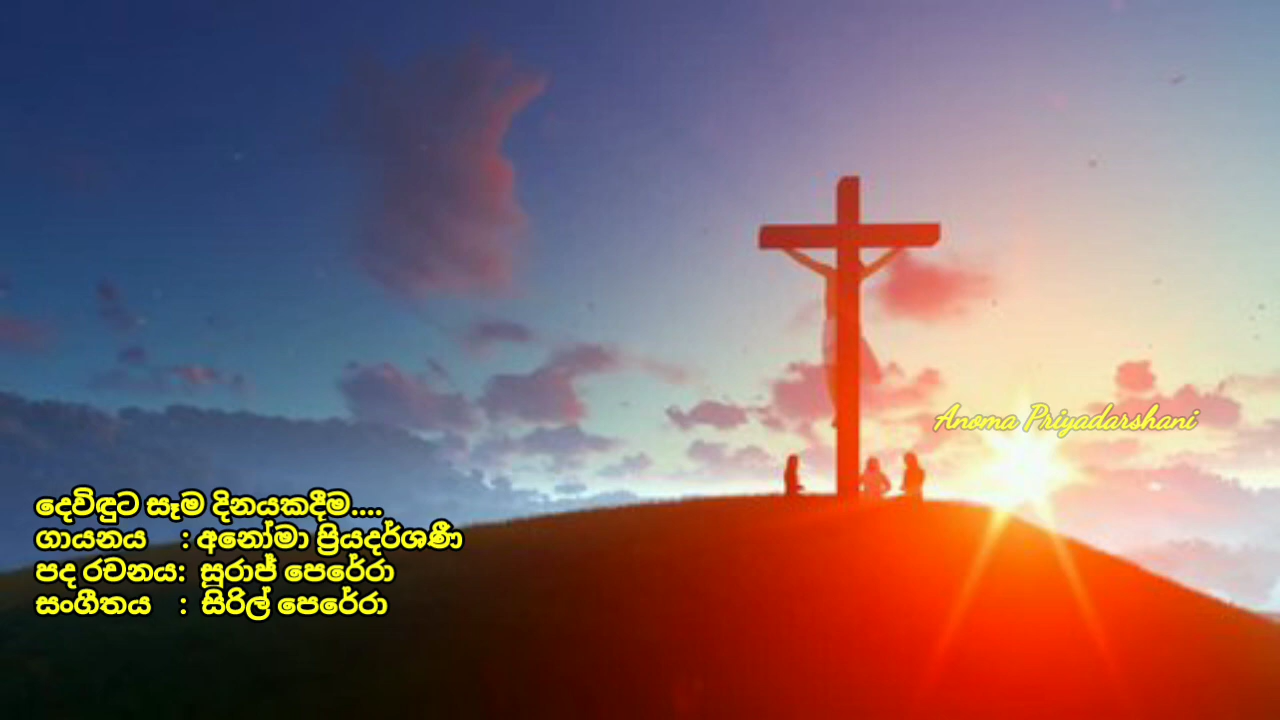 Anoma Priyadarshani
දෙවිඳුට සෑම දිනයකදීම....
ගායනය : අනෝමා ප්‍රියදර්ශණී
පද රචනය: සූරාජ් පෙරේරා
සංගීතය : සිරිල් පෙරේරා